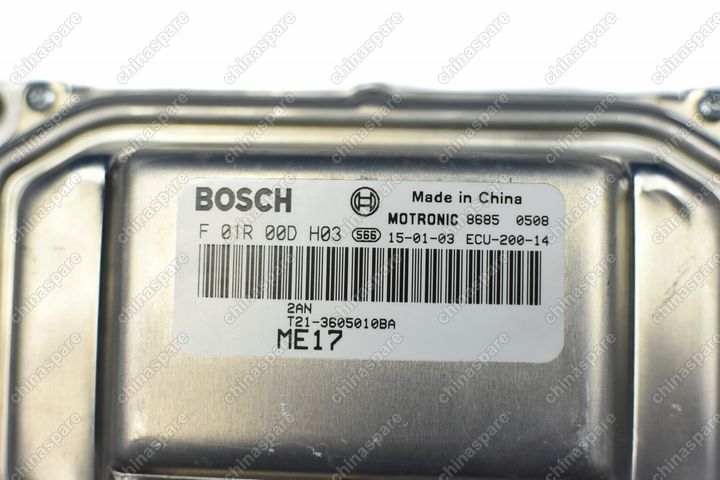 BOSCH Made in China
MOTRONIC 8685 0508
F 01R 00D H03 566 15-01-03 ECU-200-14
2AN
T21-3605010BA
ME17
chinaspare